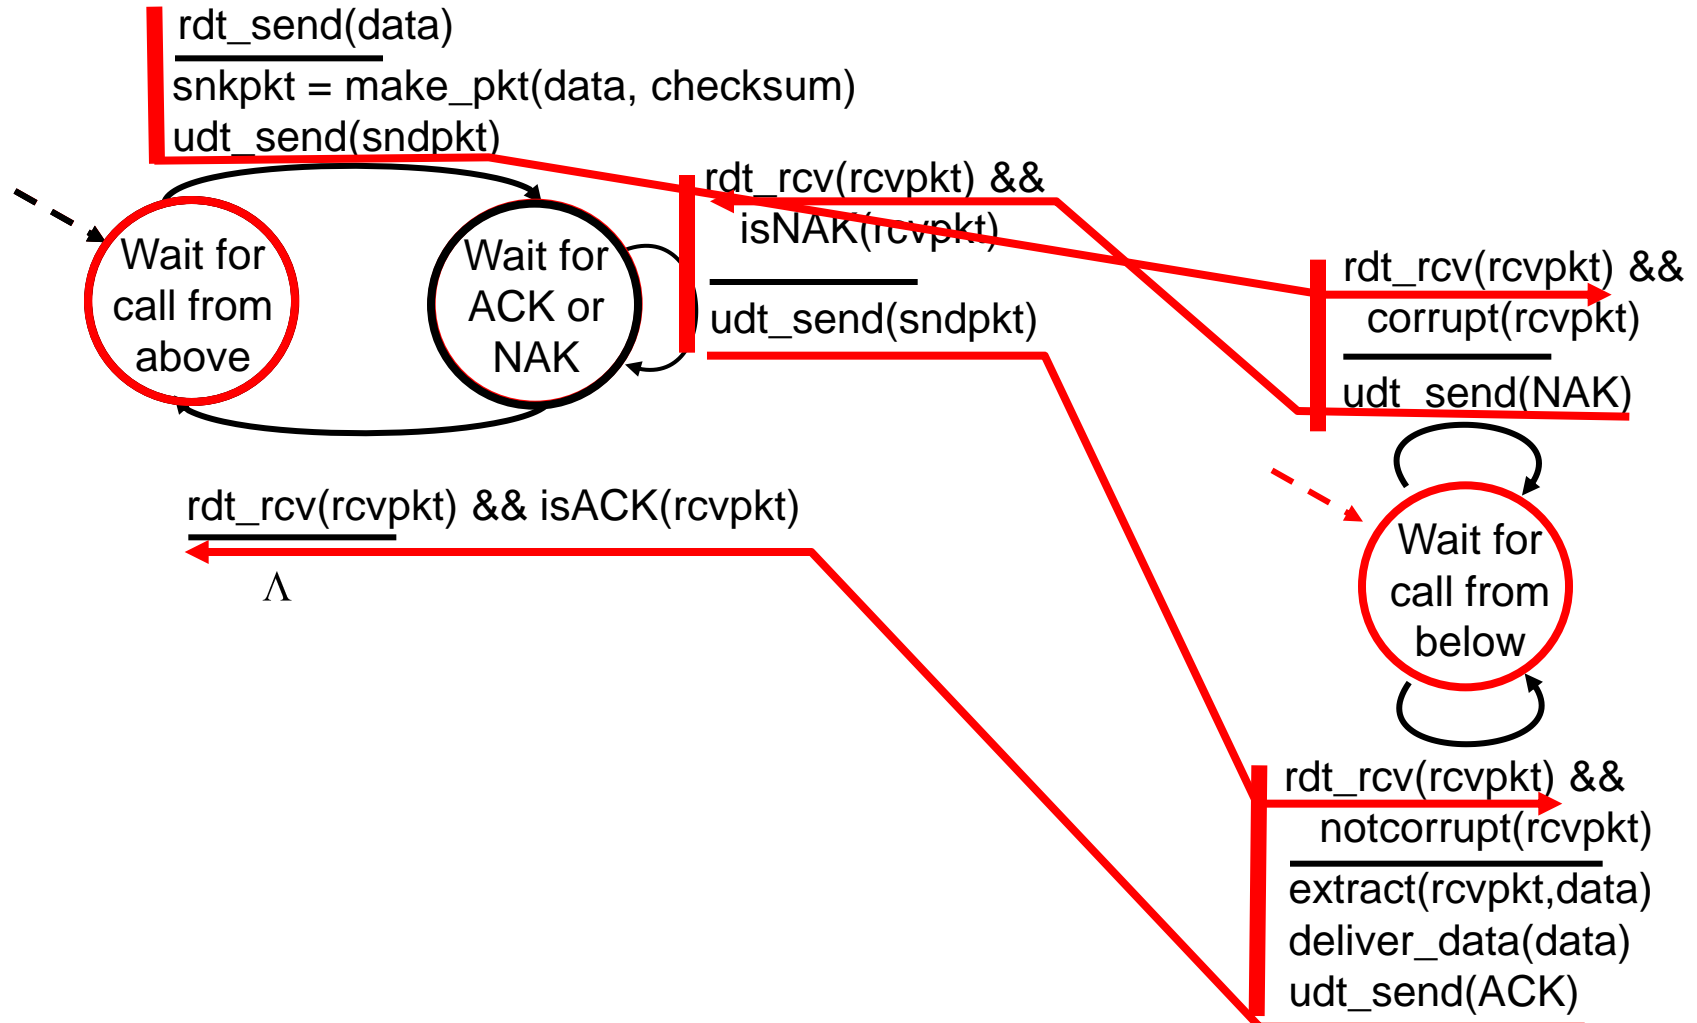 rdt_send(data)
snkpkt = make_pkt(data, checksum)
udt_send(sndpkt)
rdt_rcv(rcvpkt) &&
isNAK(rcvpkt)
udt_send(sndpkt)
Wait for
call from
above
Wait for
ACK or
NAK
rdt_rcv(rcvpkt) && isACK(rcvpkt)
Λ
rdt_rcv(rcvpkt) &&
corrupt(rcvpkt)
udt_send(NAK)
Wait for
call from
below
rdt_rcv(rcvpkt) &&
notcorrupt(rcvpkt)
extract(rcvpkt,data)
deliver_data(data)
udt_send(ACK)